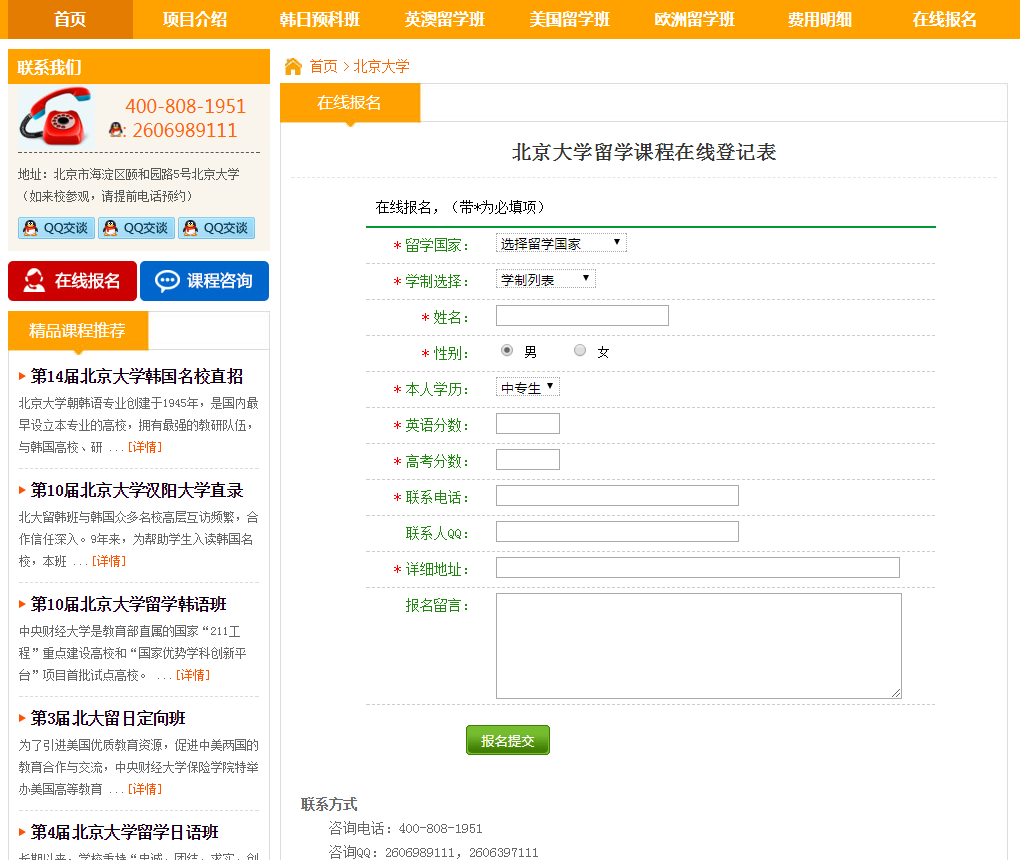 首页 项目介绍 韩日预科班 英澳留学班 美国留学班 欧洲留学班 费用明细 在线报名
联系我们
400-808-1951
: 2606989111
地址: 北京市海淀区颐和园路5号北京大学
（如来校参观，请提前电话预约）
QQ交谈 QQ交谈 QQ交谈
在线报名 课程咨询
精品课程推荐
第14届北京大学韩国名校直招
北京大学朝韩语专业创建于1945年，是国内最
早设立本专业的高校，拥有最强的教研队伍，
与韩国高校、研 ...[详情]
第10届北京大学汉阳大学直录
北大留韩班与韩国众多名校高层互访频繁，合
作信任深入。9年来，为帮助学生入读韩国名
校，本班 ...[详情]
第10届北京大学留学韩语班
中央财经大学是教育部直属的国家“211工
程”重点建设高校和“国家优势学科创新平
台”项目首批试点高校。 ...[详情]
第3届北大留日定向班
为了引进美国优质教育资源，促进中美两国的
教育合作与交流，中央财经大学保险学院特举
办美国高等教育 ...[详情]
第4届北京大学留学日语班
长期以来，学校秉持“忠诚，团结，求实，创
首页 > 北京大学
在线报名
北京大学留学课程在线登记表
在线报名，（带*为必填项）
* 留学国家： 选择留学国家
* 学制选择： 学制列表
* 姓名：
* 性别： 男 女
* 本人学历： 中专生
* 英语分数：
* 高考分数：
* 联系电话：
联系人QQ：
* 详细地址：
报名留言：
报名提交
联系方式
咨询电话：400-808-1951
咨询QQ：2606989111，2606397111